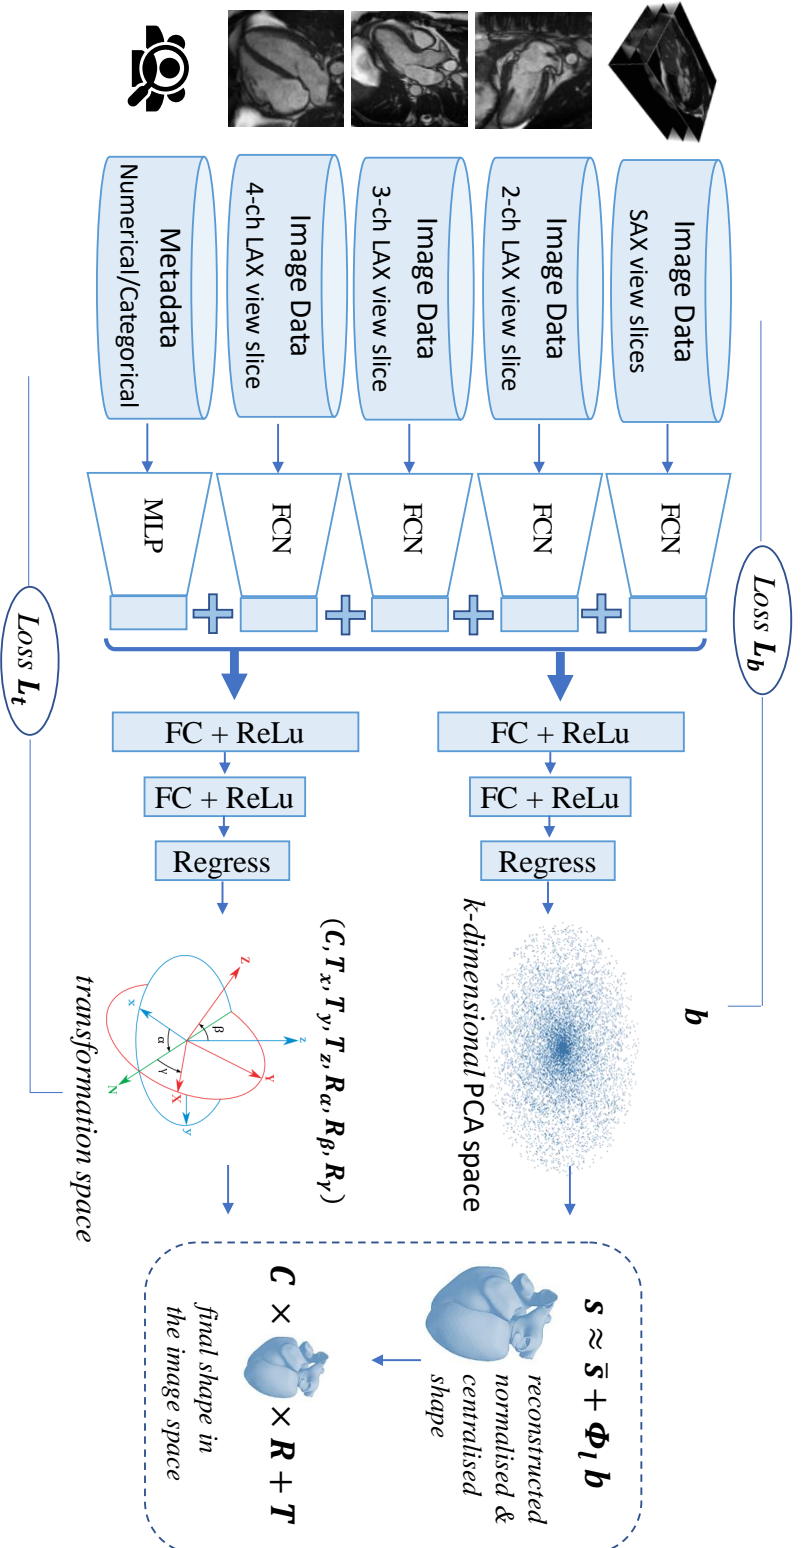 Image Data
SAX view slices
Image Data
2-ch LAX view slice
Image Data
3-ch LAX view slice
Image Data
4-ch LAX view slice
Metadata
Numerical/Categorical
FCN
FCN
FCN
FCN
MLP
Loss L_b
Loss L_t
FC + ReLu
FC + ReLu
Regress
FC + ReLu
FC + ReLu
Regress
b
k-dimensional PCA space
(C, T_x, T_y, T_z, R_α, R_β, R_γ)
z
Z
β
x
α
γ
Y
X
N
y
transformation space
s ≈ s̄ + Φ_l b
reconstructed
normalised &
centralised
shape
C × × R + T
final shape in
the image space